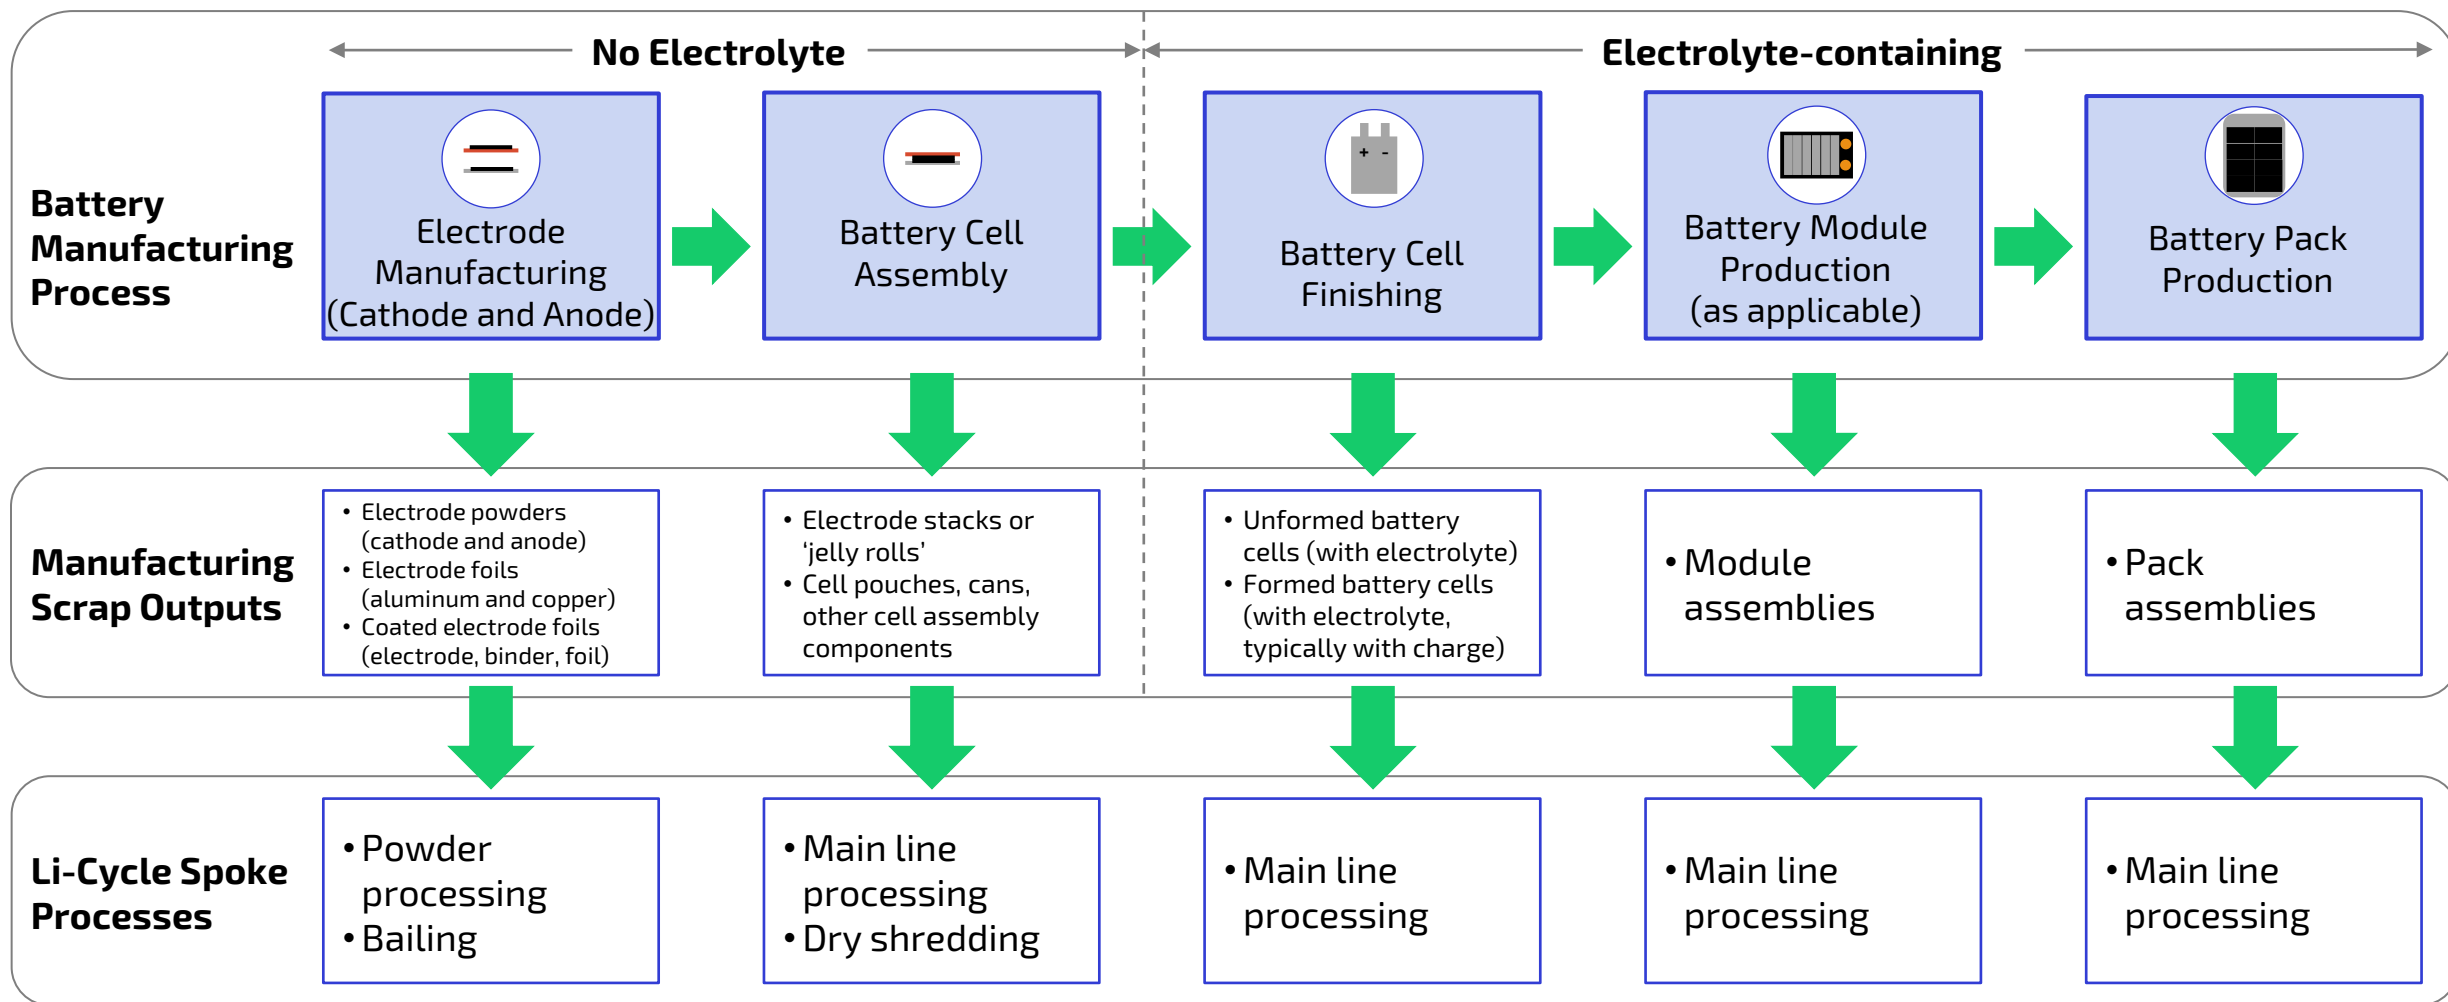 No Electrolyte
Electrolyte-containing
Battery
Manufacturing
Process
Electrode
Manufacturing
(Cathode and Anode)
Battery Cell
Assembly
+ -
Battery Cell
Finishing
Battery Module
Production
(as applicable)
Battery Pack
Production
Manufacturing
Scrap Outputs
• Electrode powders
(cathode and anode)
• Electrode foils
(aluminum and copper)
• Coated electrode foils
(electrode, binder, foil)
• Electrode stacks or
‘jelly rolls’
• Cell pouches, cans,
other cell assembly
components
• Unformed battery
cells (with electrolyte)
• Formed battery cells
(with electrolyte,
typically with charge)
• Module
assemblies
• Pack
assemblies
Li-Cycle Spoke
Processes
• Powder
processing
• Bailing
• Main line
processing
• Dry shredding
• Main line
processing
• Main line
processing
• Main line
processing